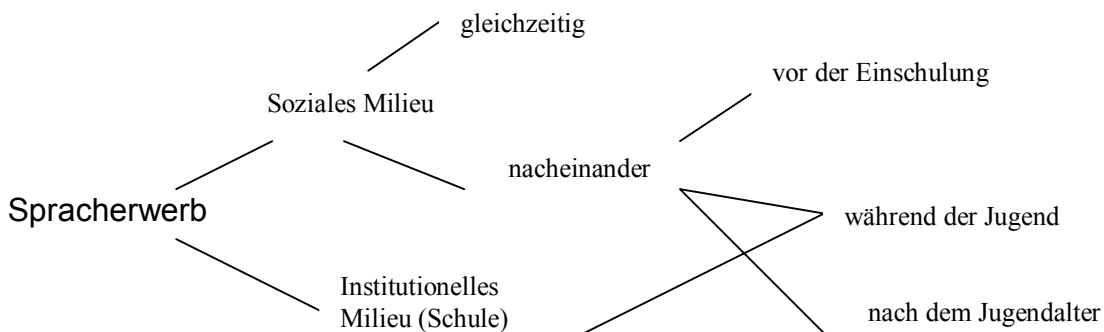 gleichzeitig
vor der Einschulung
Soziales Milieu
nacheinander
Spracherwerb
während der Jugend
Institutionelles
Milieu (Schule)
nach dem Jugendalter